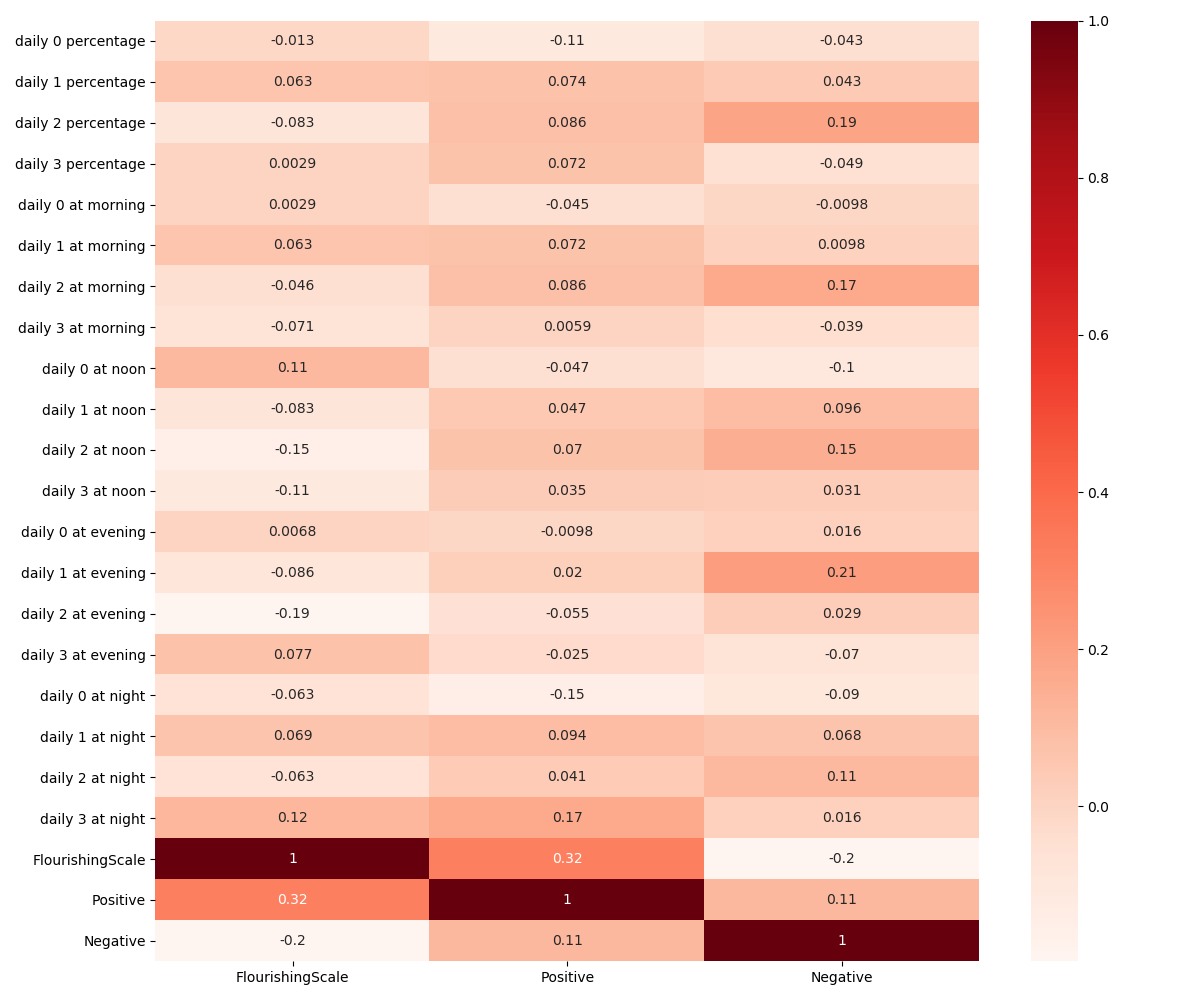 daily 0 percentage -0.013 -0.11 -0.043
daily 1 percentage 0.063 0.074 0.043
daily 2 percentage -0.083 0.086 0.19
daily 3 percentage 0.0029 0.072 -0.049
daily 0 at morning 0.0029 -0.045 -0.0098
daily 1 at morning 0.063 0.072 0.0098
daily 2 at morning -0.046 0.086 0.17
daily 3 at morning -0.071 0.0059 -0.039
daily 0 at noon 0.11 -0.047 -0.1
daily 1 at noon -0.083 0.047 0.096
daily 2 at noon -0.15 0.07 0.15
daily 3 at noon -0.11 0.035 0.031
daily 0 at evening 0.0068 -0.0098 0.016
daily 1 at evening -0.086 0.02 0.21
daily 2 at evening -0.19 -0.055 0.029
daily 3 at evening 0.077 -0.025 -0.07
daily 0 at night -0.063 -0.15 -0.09
daily 1 at night 0.069 0.094 0.068
daily 2 at night -0.063 0.041 0.11
daily 3 at night 0.12 0.17 0.016
FlourishingScale 1 0.32 -0.2
Positive 0.32 1 0.11
Negative -0.2 0.11 1
FlourishingScale Positive Negative
1.0
0.8
0.6
0.4
0.2
0.0